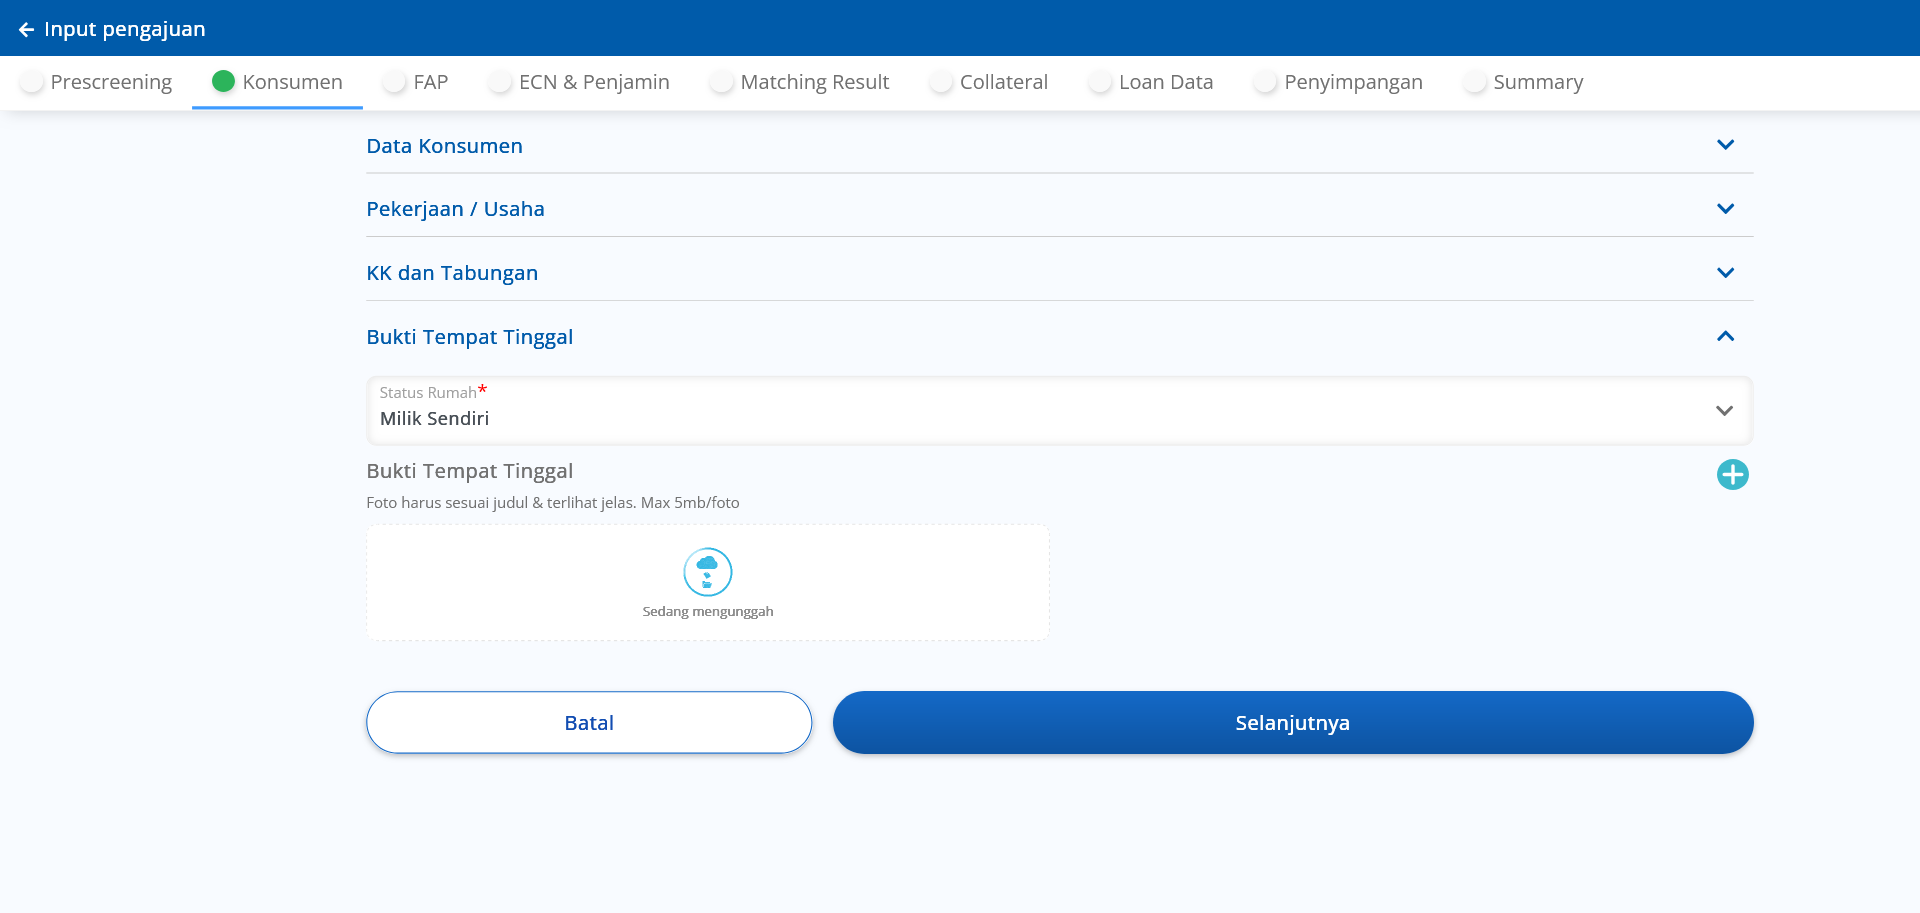 Input pengajuan
Prescreening Konsumen FAP ECN & Penjamin Matching Result Collateral Loan Data Penyimpangan Summary
Data Konsumen
Pekerjaan / Usaha
KK dan Tabungan
Bukti Tempat Tinggal
Status Rumah*
Milik Sendiri
Bukti Tempat Tinggal
Foto harus sesuai judul & terlihat jelas. Max 5mb/foto
Sedang mengunggah
Batal Selanjutnya